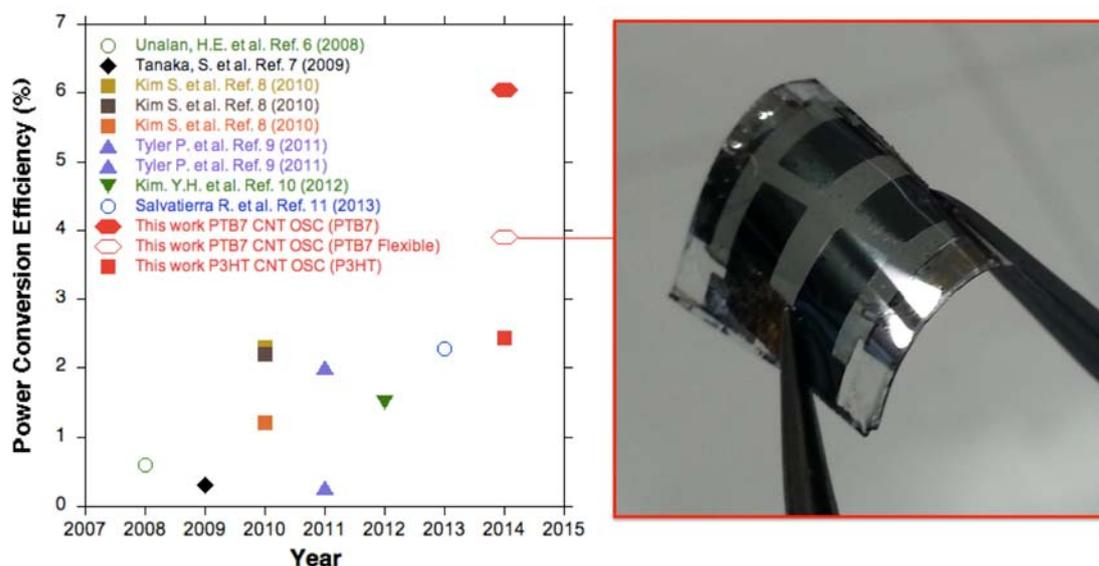 7
Unalan, H.E. et al. Ref. 6 (2008)
Tanaka, S. et al. Ref. 7 (2009)
6
Kim S. et al. Ref. 8 (2010)
Kim S. et al. Ref. 8 (2010)
Kim S. et al. Ref. 8 (2010)
5
Tyler P. et al. Ref. 9 (2011)
Tyler P. et al. Ref. 9 (2011)
Kim. Y.H. et al. Ref. 10 (2012)
Salvatierra R. et al. Ref. 11 (2013)
4
This work PTB7 CNT OSC (PTB7)
This work PTB7 CNT OSC (PTB7 Flexible)
This work P3HT CNT OSC (P3HT)
3
2
1
0
Power Conversion Efficiency (%)
2007 2008 2009 2010 2011 2012 2013 2014 2015
Year